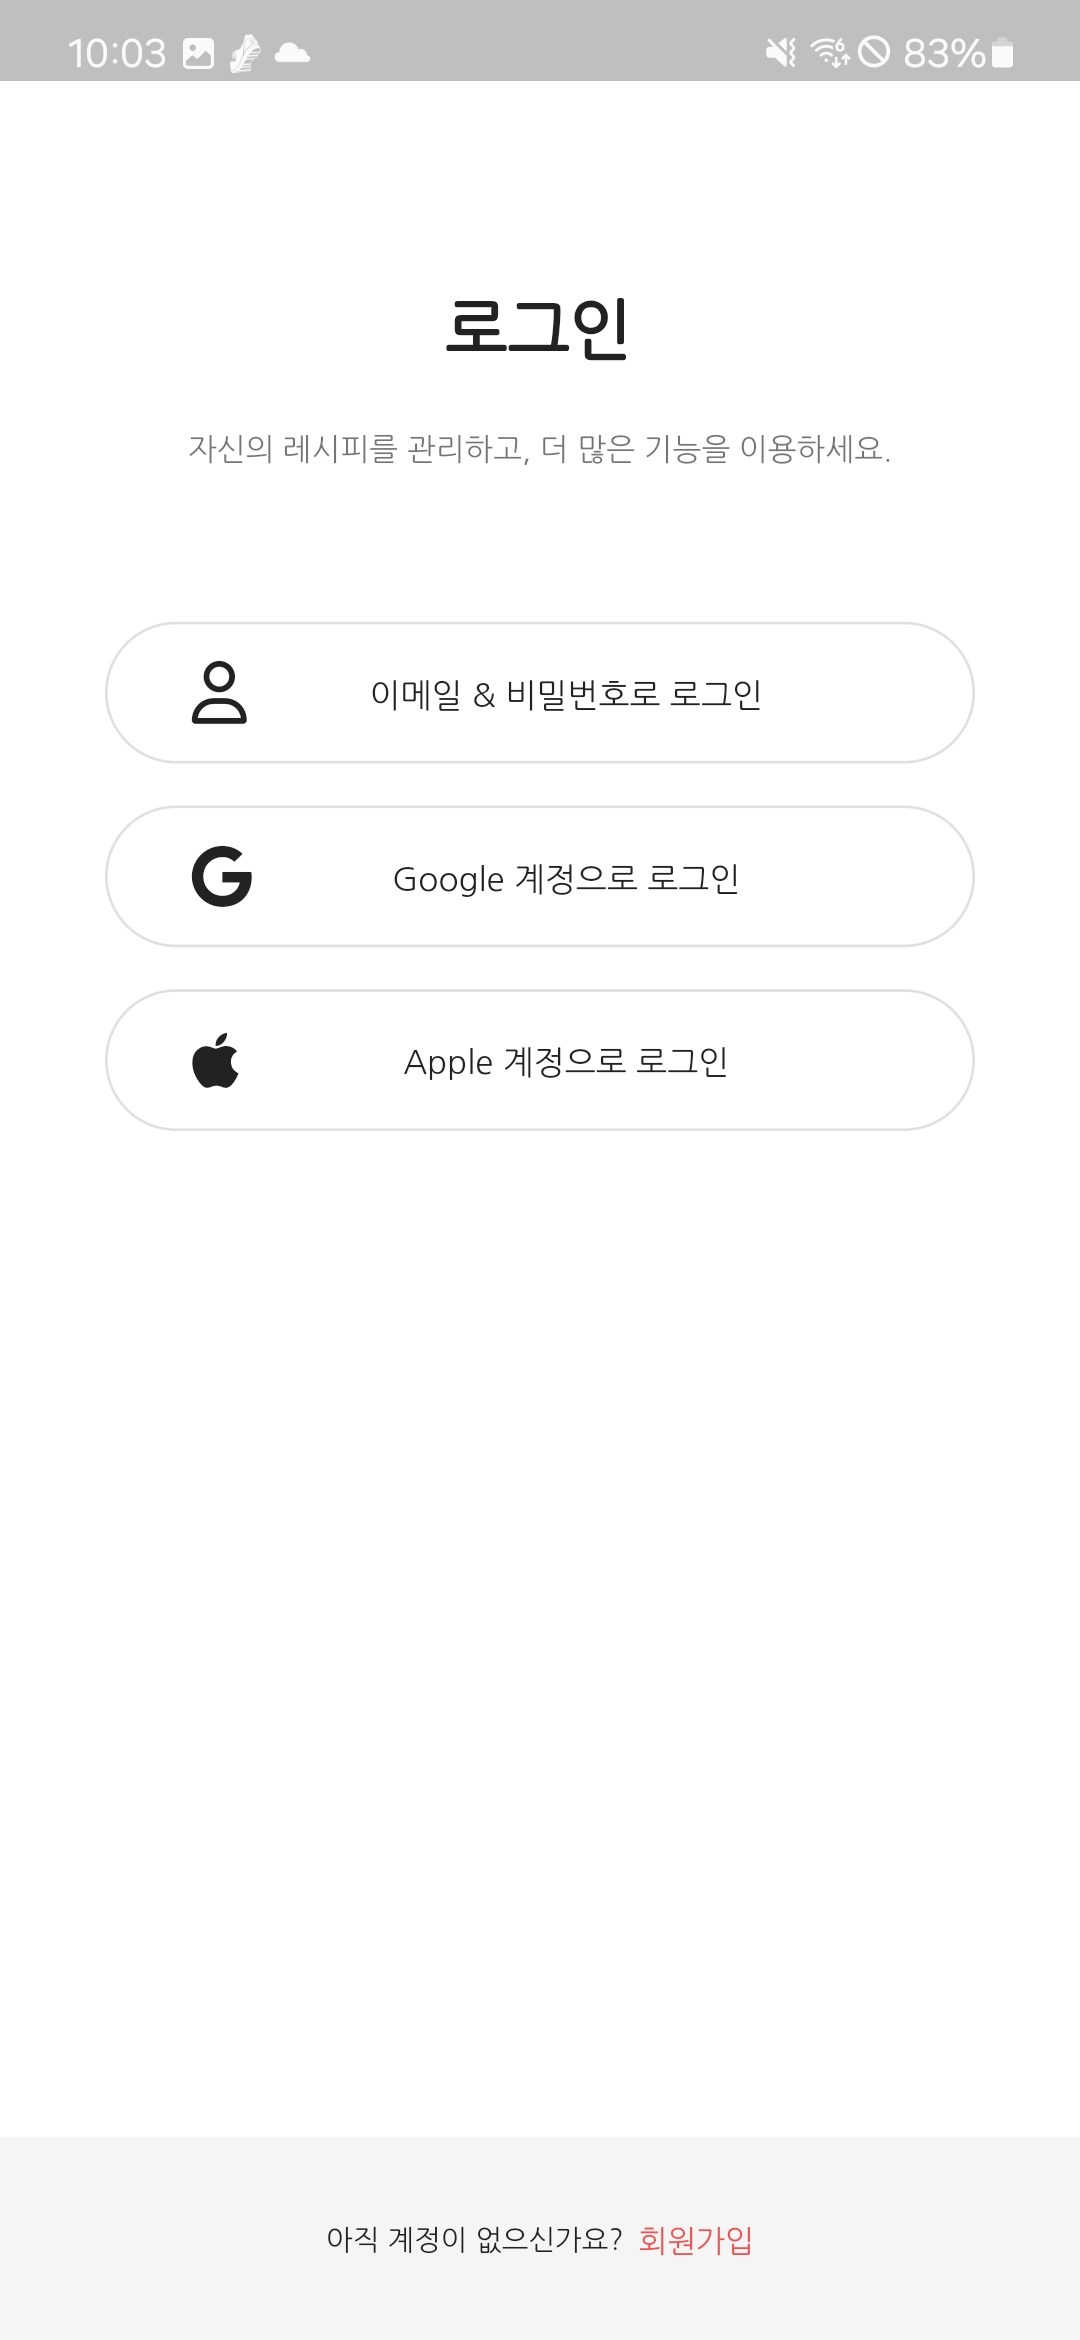 10:03
83%
로그인
자신의 레시피를 관리하고, 더 많은 기능을 이용하세요.
이메일 & 비밀번호로 로그인
Google 계정으로 로그인
Apple 계정으로 로그인
아직 계정이 없으신가요? 회원가입